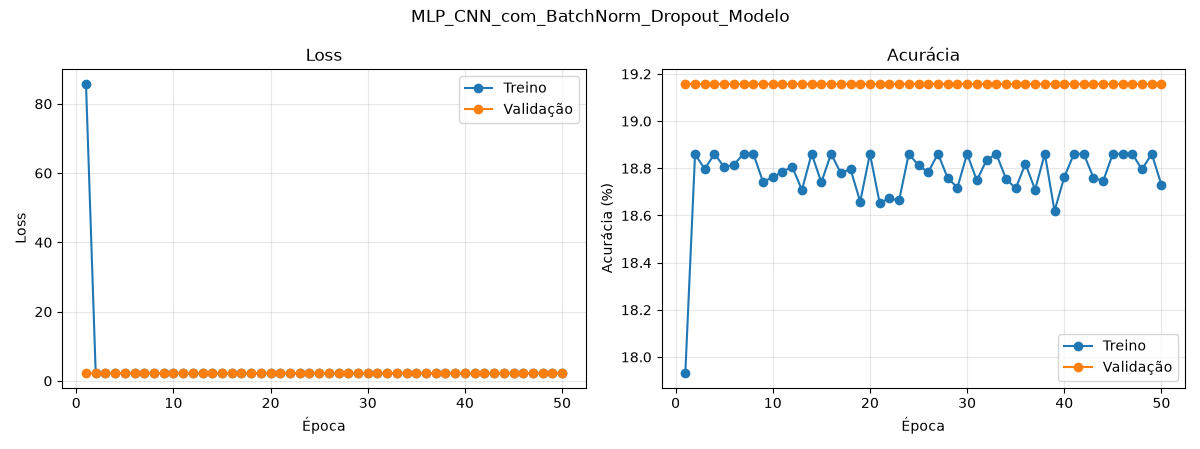 MLP_CNN_com_BatchNorm_Dropout_Modelo
Loss
Treino
Validação
80
60
40
20
0
Loss
0 10 20 30 40 50
Época
Acurácia
19.2
19.0
18.8
18.6
18.4
18.2
18.0
Acurácia (%)
Treino
Validação
0 10 20 30 40 50
Época